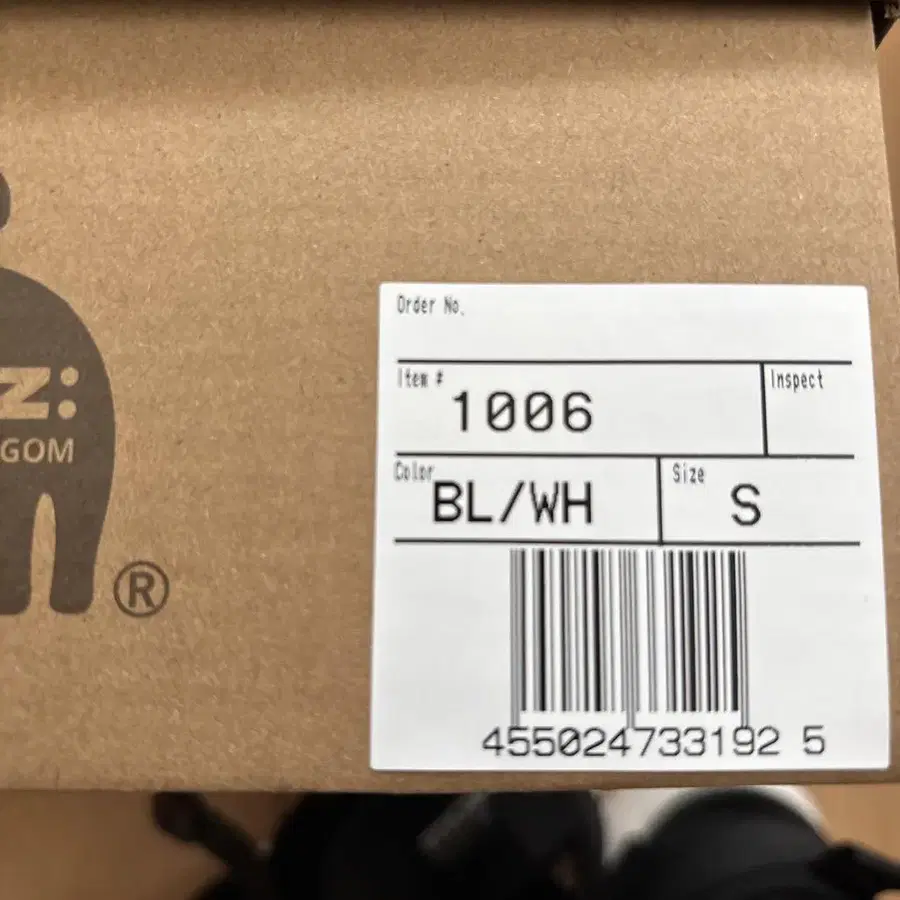 Order No.
Item # 1006
Inspect
Color BL/WH
Size S
455024733192 5
N:
GOM
®